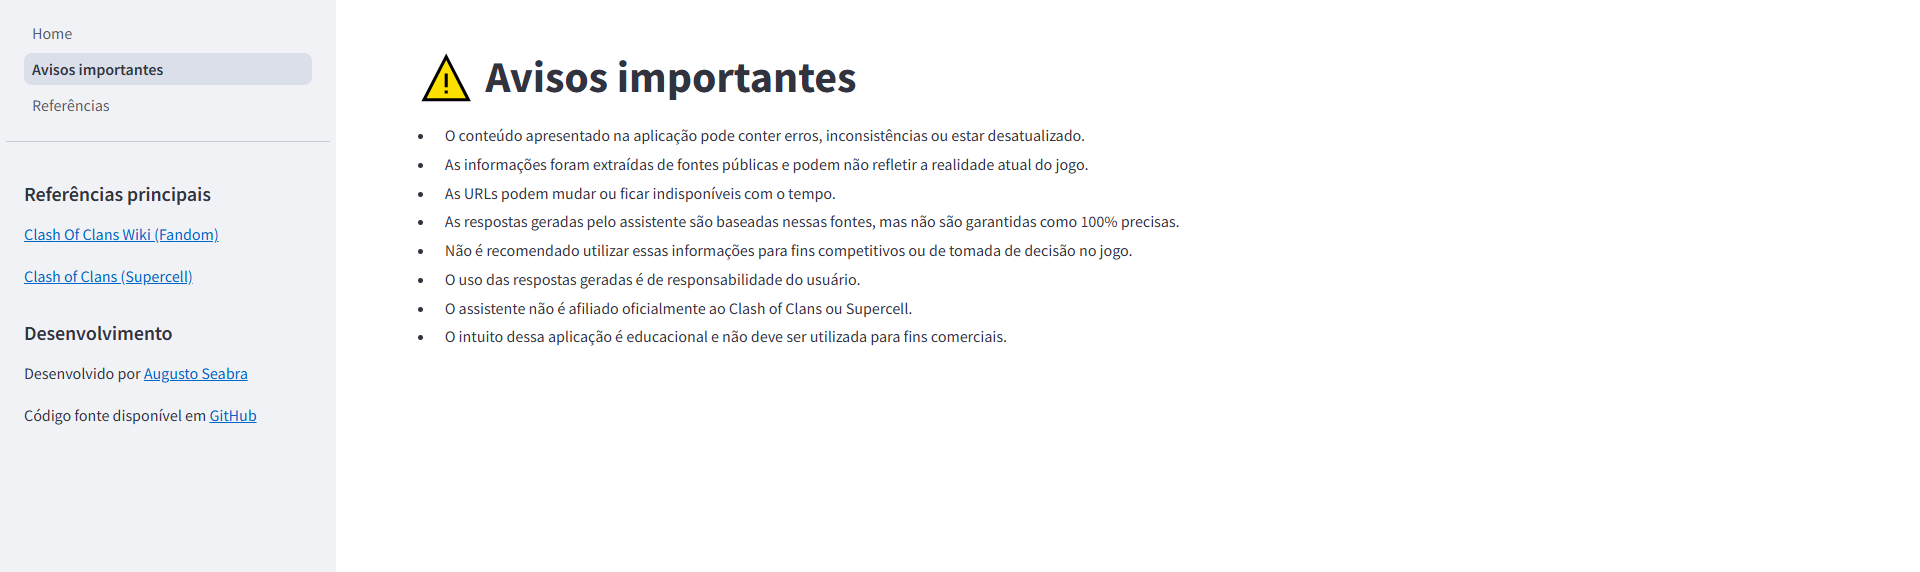 Home
Avisos importantes
Referências
Referências principais
Clash Of Clans Wiki (Fandom)
Clash of Clans (Supercell)
Desenvolvimento
Desenvolvido por Augusto Seabra
Código fonte disponível em GitHub
Avisos importantes
• O conteúdo apresentado na aplicação pode conter erros, inconsistências ou estar desatualizado.
• As informações foram extraídas de fontes públicas e podem não refletir a realidade atual do jogo.
• As URLs podem mudar ou ficar indisponíveis com o tempo.
• As respostas geradas pelo assistente são baseadas nessas fontes, mas não são garantidas como 100% precisas.
• Não é recomendado utilizar essas informações para fins competitivos ou de tomada de decisão no jogo.
• O uso das respostas geradas é de responsabilidade do usuário.
• O assistente não é afiliado oficialmente ao Clash of Clans ou Supercell.
• O intuito dessa aplicação é educacional e não deve ser utilizada para fins comerciais.